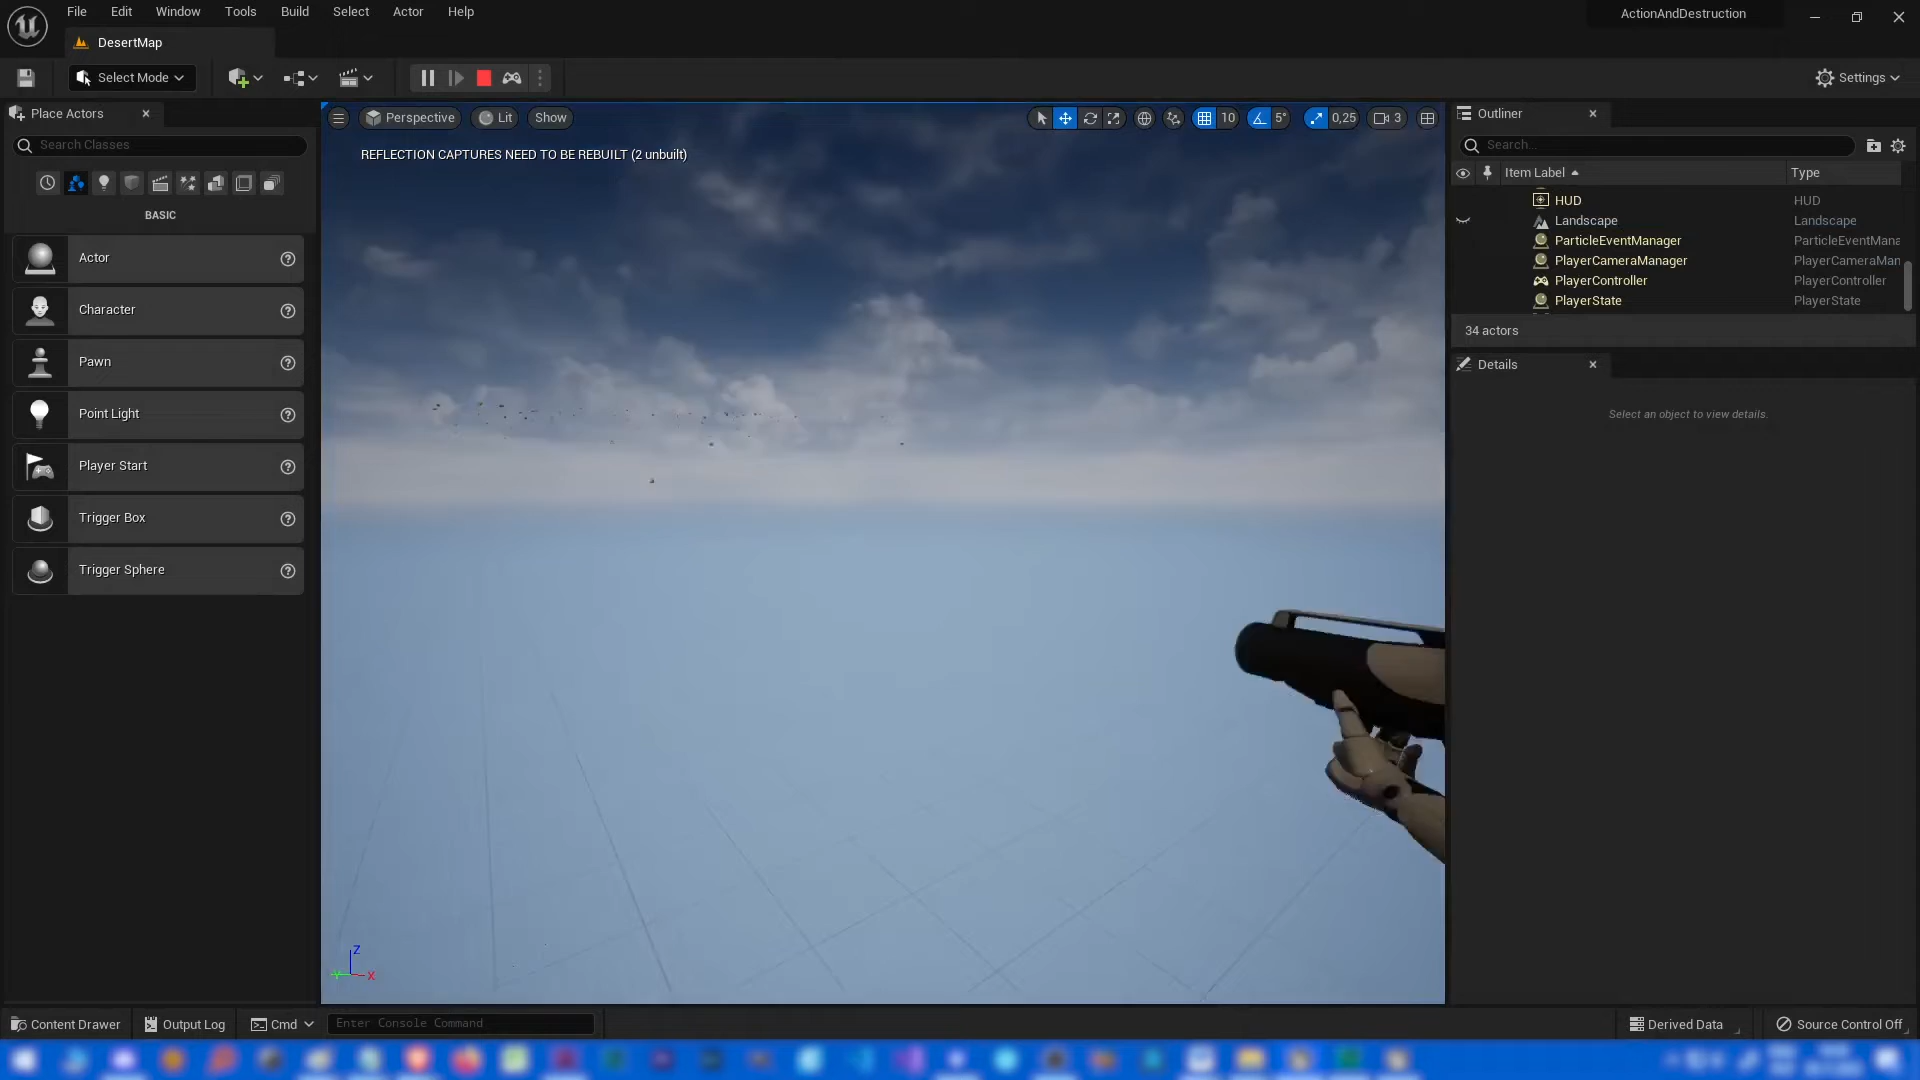 File Edit Window Tools Build Select Actor Help
ActionAndDestruction
DesertMap
Select Mode
Settings
Place Actors
Search Classes
BASIC
Actor
Character
Pawn
Point Light
Player Start
Trigger Box
Trigger Sphere
Perspective Lit Show
10 5° 0,25 3
REFLECTION CAPTURES NEED TO BE REBUILT (2 unbuilt)
Z
Y X
Outliner
Search...
Item Label Type
HUD HUD
Landscape Landscape
ParticleEventManager ParticleEventMana
PlayerCameraManager PlayerCameraMan
PlayerController PlayerController
PlayerState PlayerState
34 actors
Details
Select an object to view details.
Content Drawer Output Log Cmd Enter Console Command
Derived Data Source Control Off